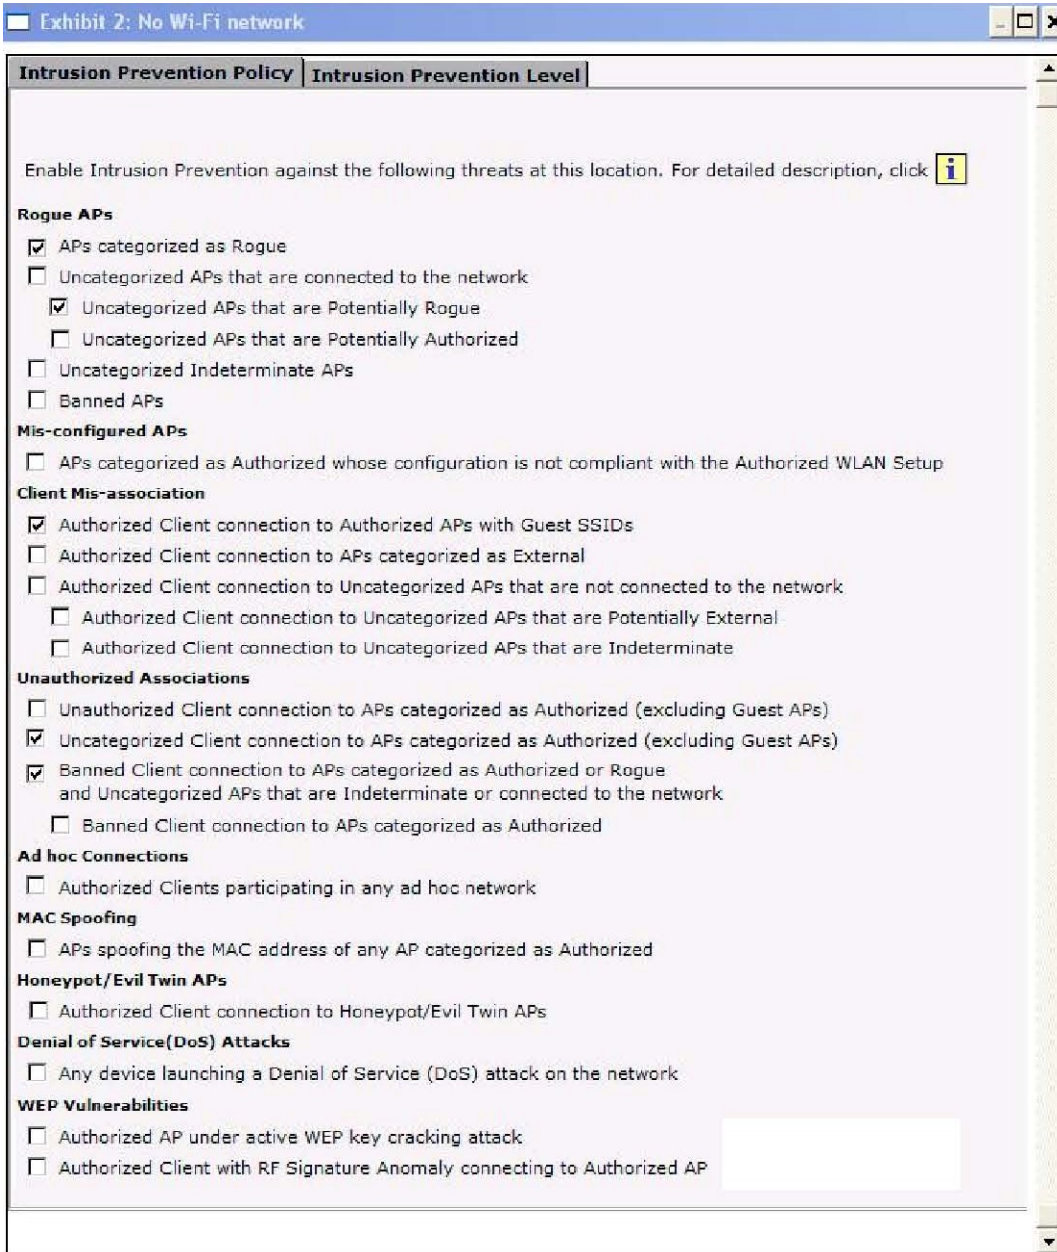 Exhibit 2: No Wi-Fi network
Intrusion Prevention Policy Intrusion Prevention Level
Enable Intrusion Prevention against the following threats at this location. For detailed description, click i
Rogue APs
APs categorized as Rogue
Uncategorized APs that are connected to the network
Uncategorized APs that are Potentially Rogue
Uncategorized APs that are Potentially Authorized
Uncategorized Indeterminate APs
Banned APs
Mis-configured APs
APs categorized as Authorized whose configuration is not compliant with the Authorized WLAN Setup
Client Mis-association
Authorized Client connection to Authorized APs with Guest SSIDs
Authorized Client connection to APs categorized as External
Authorized Client connection to Uncategorized APs that are not connected to the network
Authorized Client connection to Uncategorized APs that are Potentially External
Authorized Client connection to Uncategorized APs that are Indeterminate
Unauthorized Associations
Unauthorized Client connection to APs categorized as Authorized (excluding Guest APs)
Uncategorized Client connection to APs categorized as Authorized (excluding Guest APs)
Banned Client connection to APs categorized as Authorized or Rogue
and Uncategorized APs that are Indeterminate or connected to the network
Banned Client connection to APs categorized as Authorized
Ad hoc Connections
Authorized Clients participating in any ad hoc network
MAC Spoofing
APs spoofing the MAC address of any AP categorized as Authorized
Honeypot/Evil Twin APs
Authorized Client connection to Honeypot/Evil Twin APs
Denial of Service(DoS) Attacks
Any device launching a Denial of Service (DoS) attack on the network
WEP Vulnerabilities
Authorized AP under active WEP key cracking attack
Authorized Client with RF Signature Anomaly connecting to Authorized AP